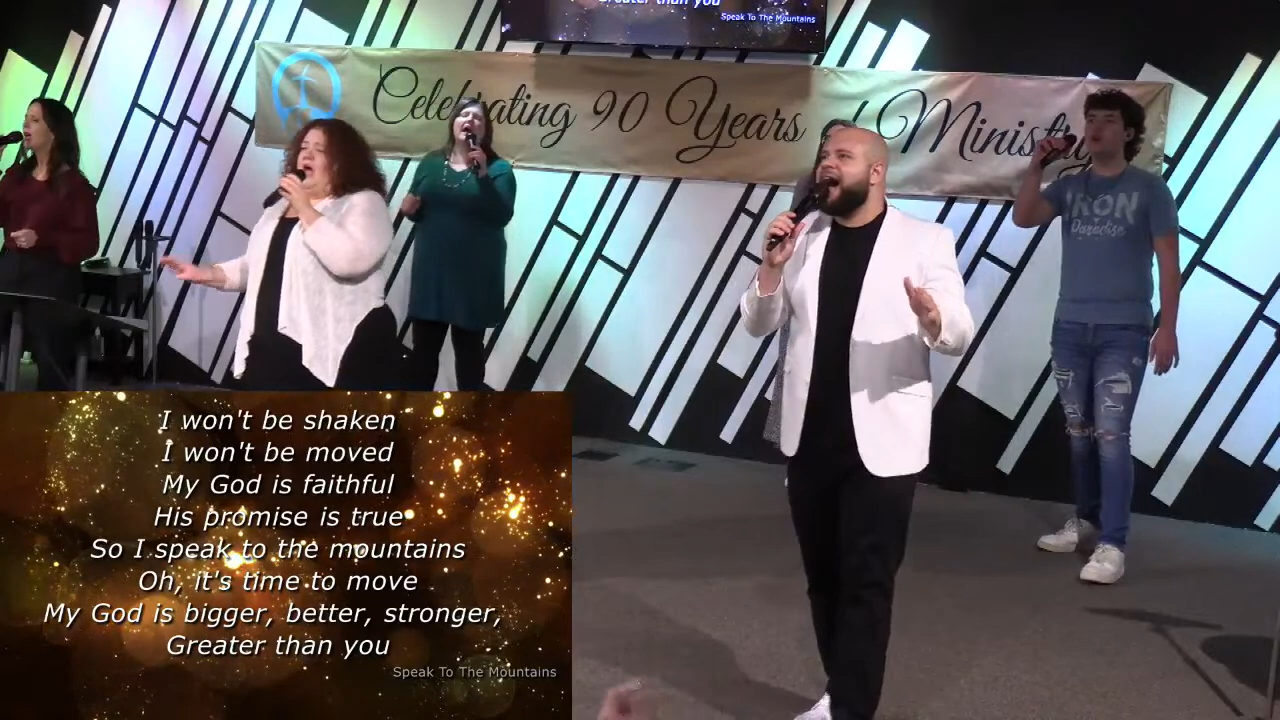 Greater than you
Speak To The Mountains
Celebrating 90 Years of Ministry
IRON
Paradise
I won't be shaken
I won't be moved
My God is faithful
His promise is true
So I speak to the mountains
Oh, it's time to move
My God is bigger, better, stronger,
Greater than you
Speak To The Mountains